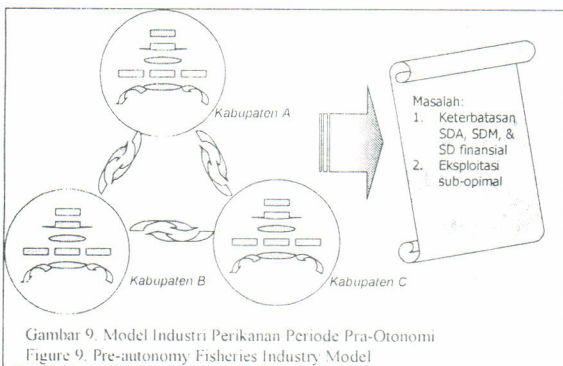 Kabupaten A
Kabupaten B
Kabupaten C
Masalah:
1. Keterbatasan
SDA, SDM, &
SD finansial
2. Eksploitasi
sub-opimal
Gambar 9. Model Industri Perikanan Periode Pra-Otonomi
Figure 9. Pre-autonomy Fisheries Industry Model